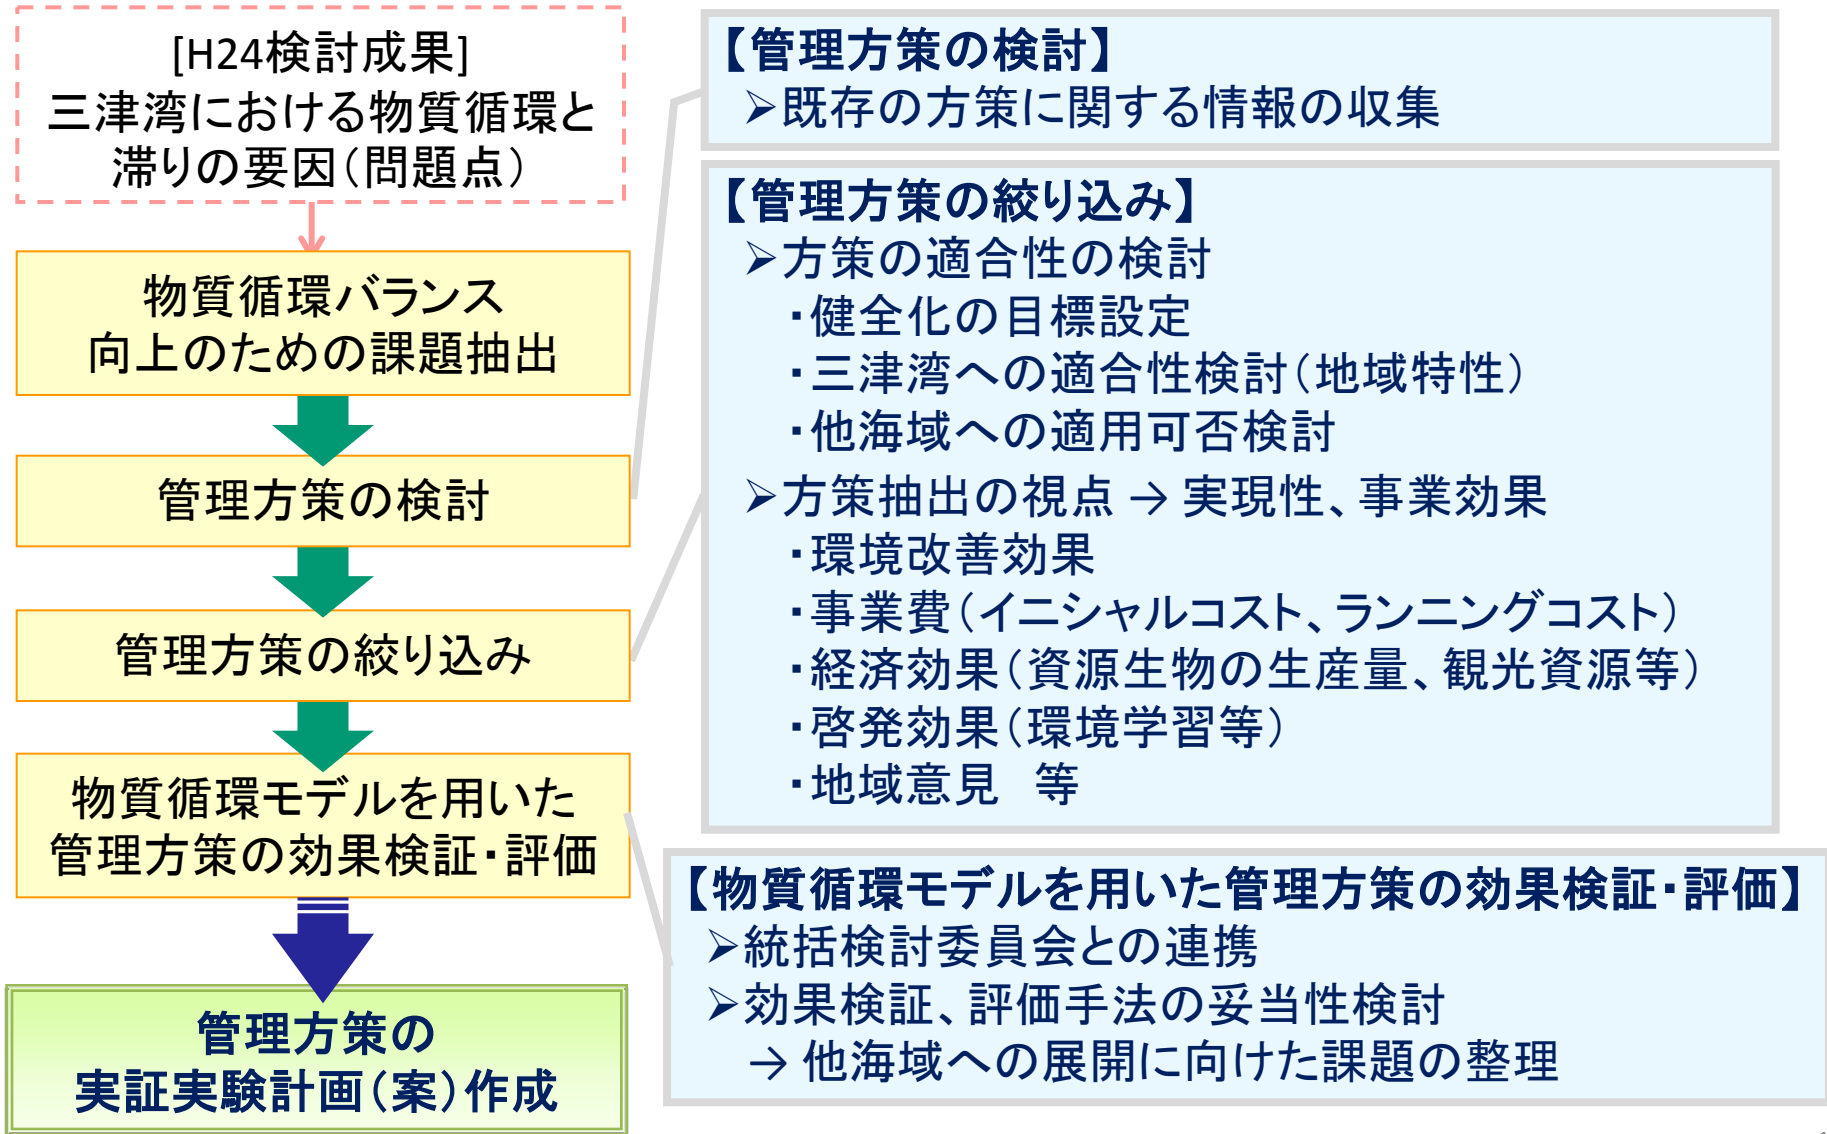 [H24検討成果]
三津湾における物質循環と
滞りの要因（問題点）
物質循環バランス
向上のための課題抽出
管理方策の検討
管理方策の絞り込み
物質循環モデルを用いた
管理方策の効果検証・評価
管理方策の
実証実験計画（案）作成
【管理方策の検討】
➢既存の方策に関する情報の収集
【管理方策の絞り込み】
➢方策の適合性の検討
・健全化の目標設定
・三津湾への適合性検討（地域特性）
・他海域への適用可否検討
➢方策抽出の視点 → 実現性、事業効果
・環境改善効果
・事業費（イニシャルコスト、ランニングコスト）
・経済効果（資源生物の生産量、観光資源等）
・啓発効果（環境学習等）
・地域意見　等
【物質循環モデルを用いた管理方策の効果検証・評価】
➢統括検討委員会との連携
➢効果検証、評価手法の妥当性検討
→ 他海域への展開に向けた課題の整理